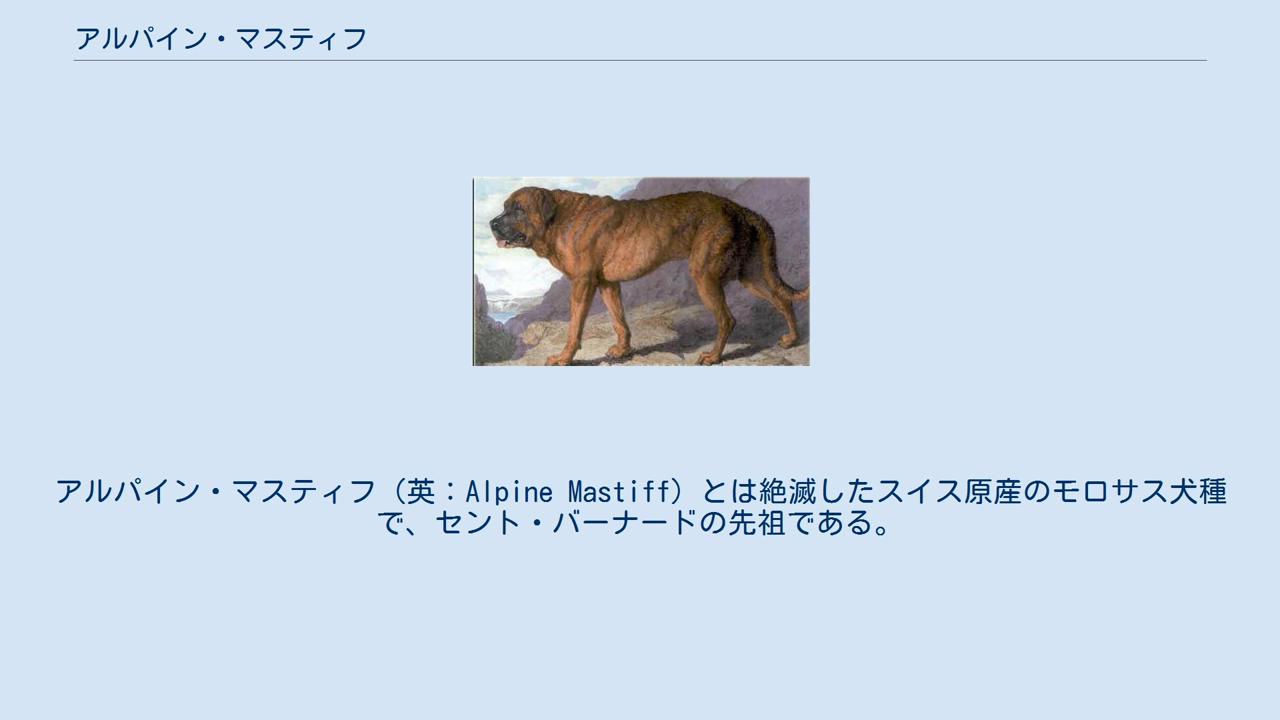 アルパイン・マスティフ
アルパイン・マスティフ（英：Alpine Mastiff）とは絶滅したスイス原産のモロサス犬種
で、セント・バーナードの先祖である。